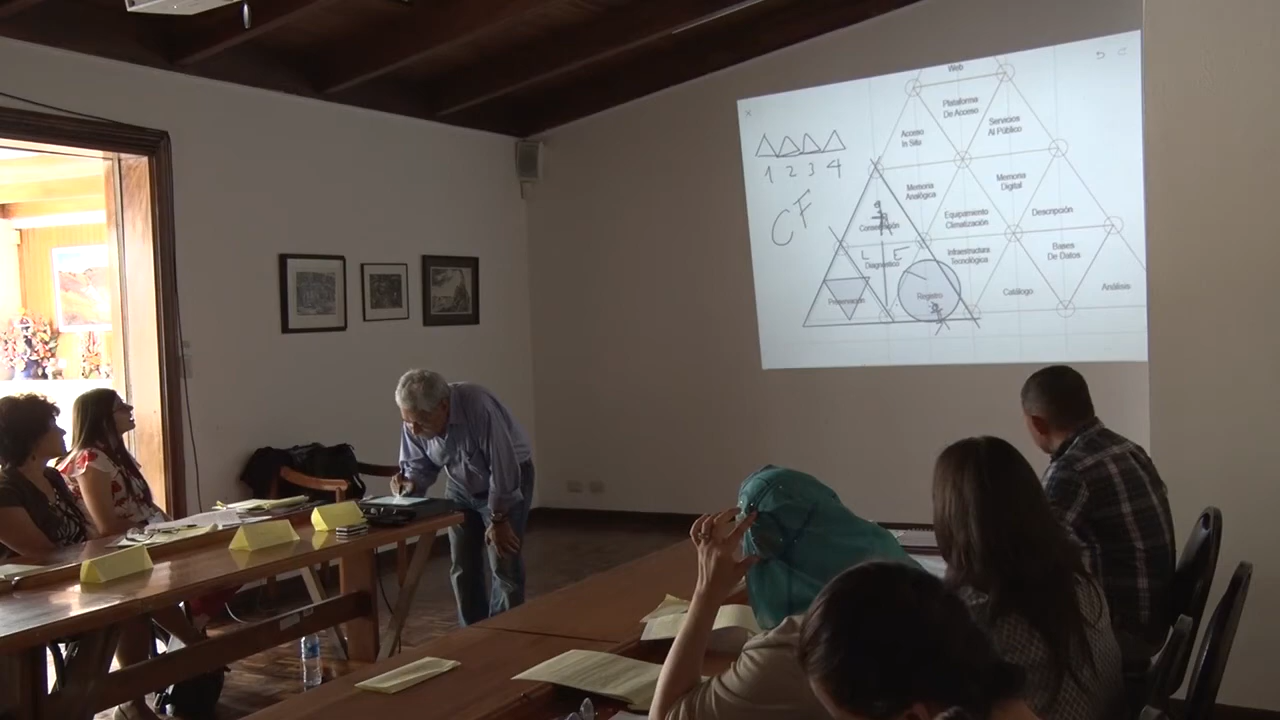 Web
Plataforma
De Acceso
Acceso
In Situ
Servicios
Al Público
1 2 3 4
CF
Memoria
Analógica
Memoria
Digital
Conservación
Equipamiento
Climatización
Descripción
L E
Diagnóstico
Infraestructura
Tecnológica
Bases
De Datos
Preservación
Registro
Catálogo
Análisis